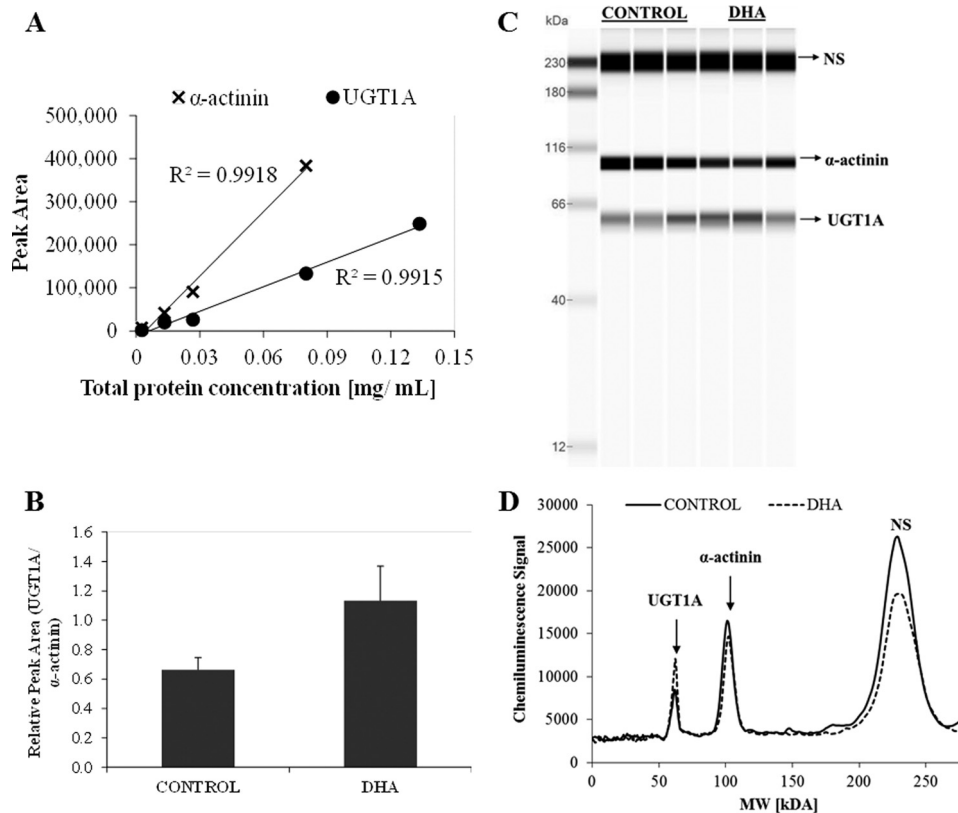 A
× α-actinin ● UGT1A
500,000
400,000
300,000
200,000
100,000
0
R² = 0.9918
R² = 0.9915
Peak Area
0 0.03 0.06 0.09 0.12 0.15
Total protein concentration [mg/ mL]
B
1.6
1.4
1.2
1.0
0.8
0.6
0.4
0.2
0.0
Relative Peak Area (UGT1A/
α-actinin)
CONTROL DHA
C
kDa CONTROL DHA
230
180
116
66
40
12
NS
α-actinin
UGT1A
D
CONTROL DHA
30000
25000
20000
15000
10000
5000
0
Chemiluminescence Signal
UGT1A
α-actinin
NS
0 50 100 150 200 250
MW [kDA]